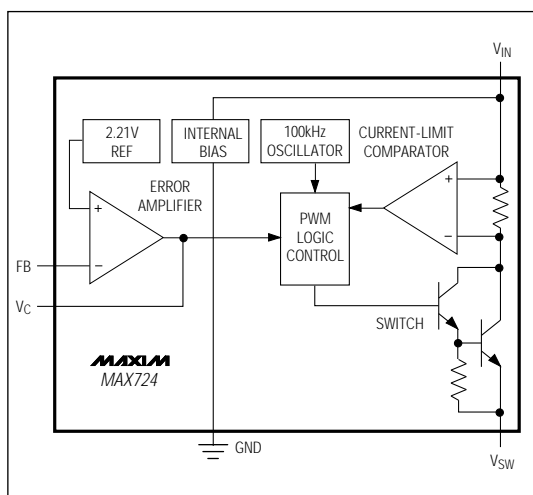 V_IN
2.21V
REF
INTERNAL
BIAS
100kHz
OSCILLATOR
CURRENT-LIMIT
COMPARATOR
ERROR
AMPLIFIER
+
−
PWM
LOGIC
CONTROL
+
−
FB
V_C
SWITCH
MAXIM
MAX724
GND
V_SW